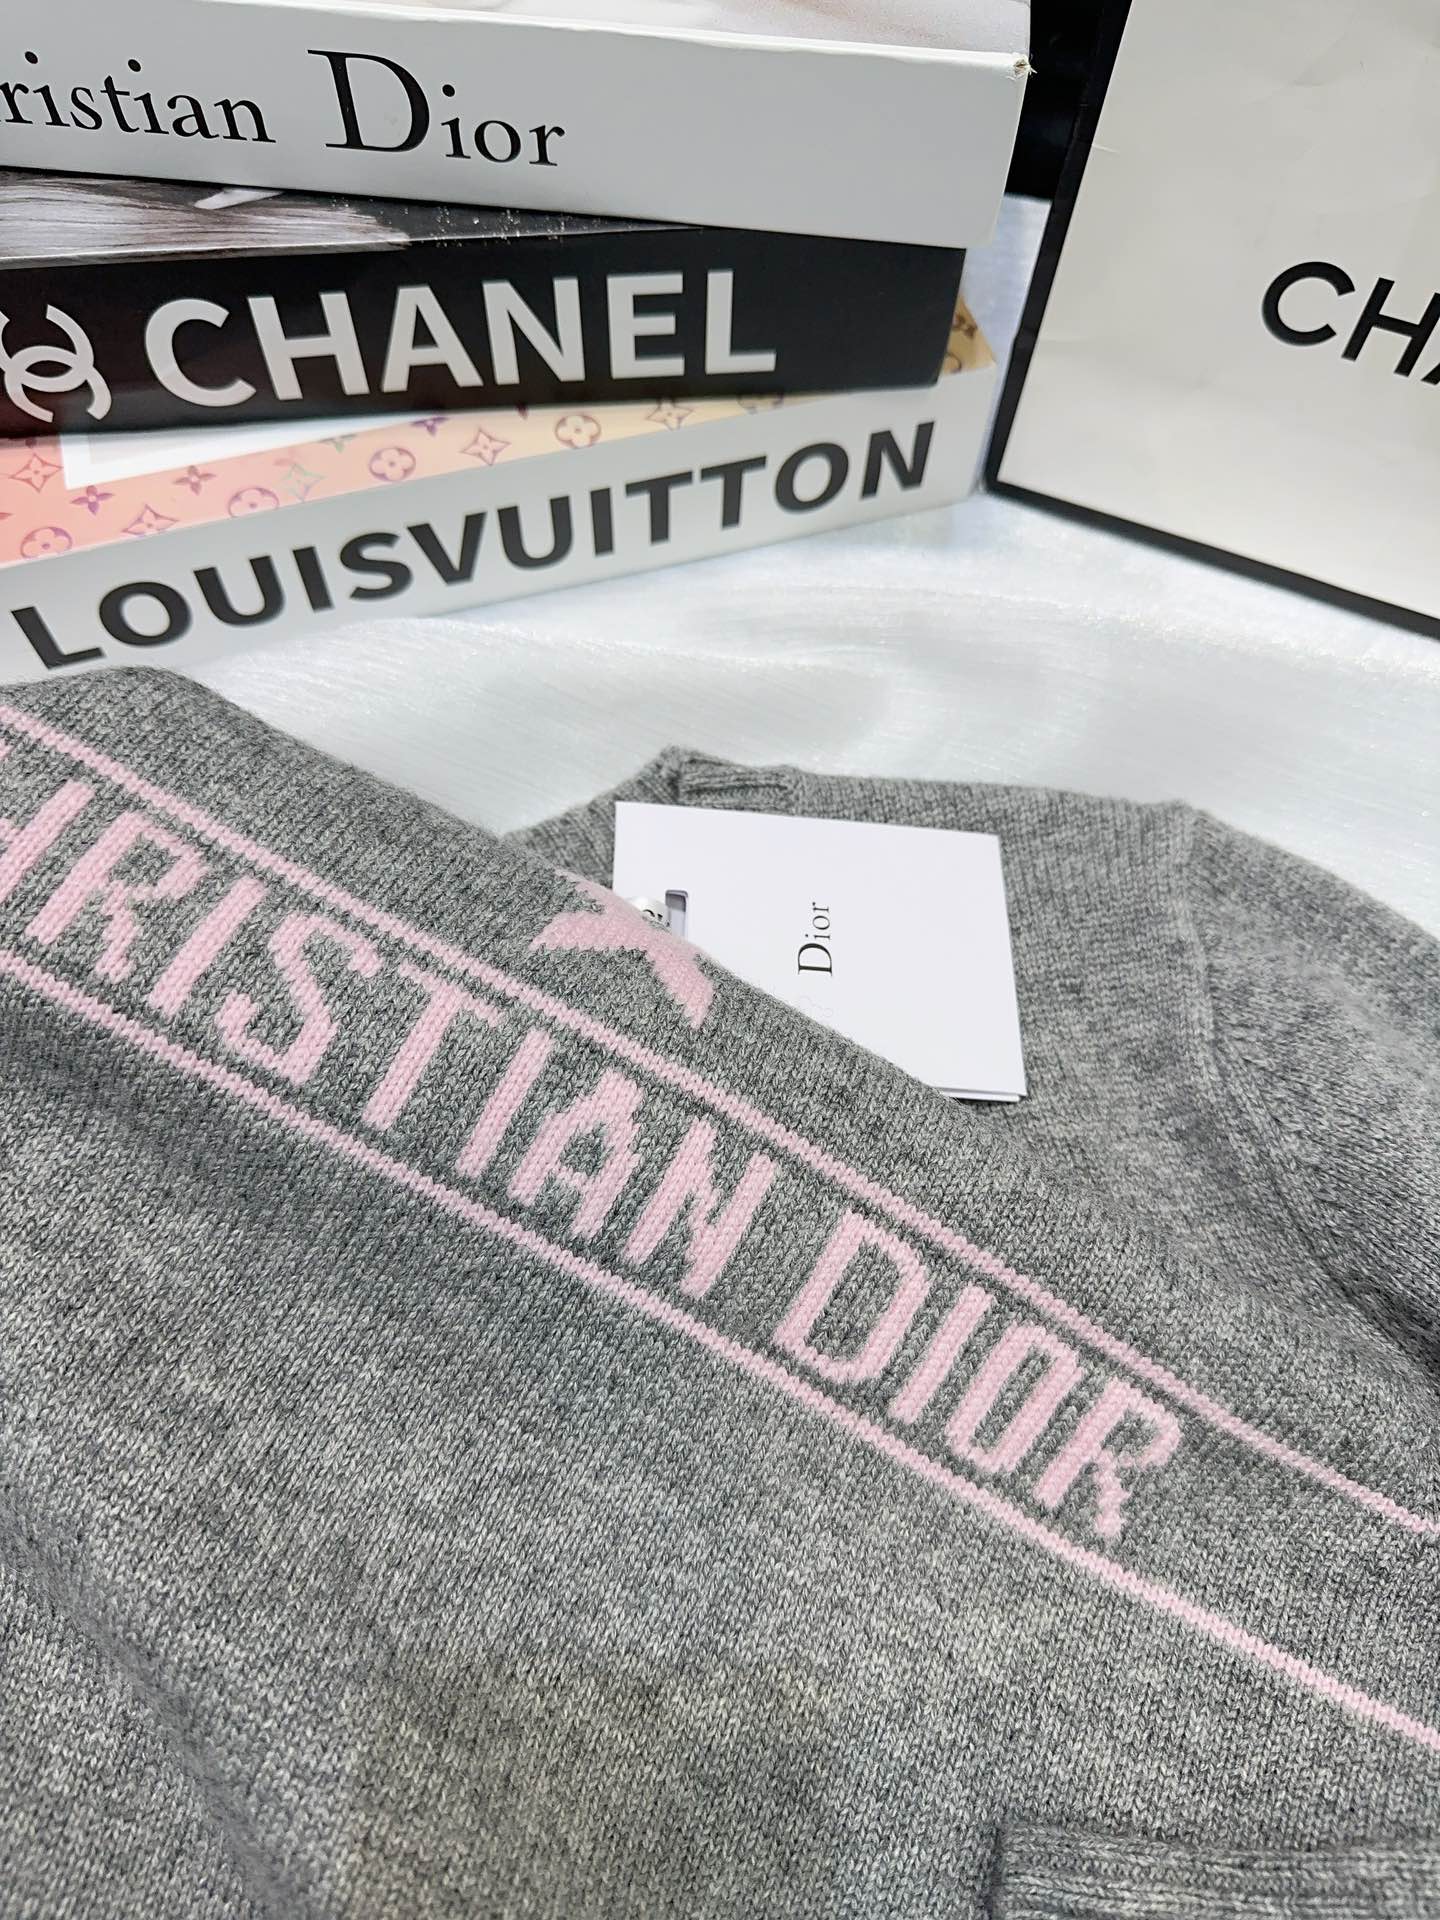 ristian Dior
CHANEL
LOUISVUITTON
CHA
Dior
HRISTIAN DIOR